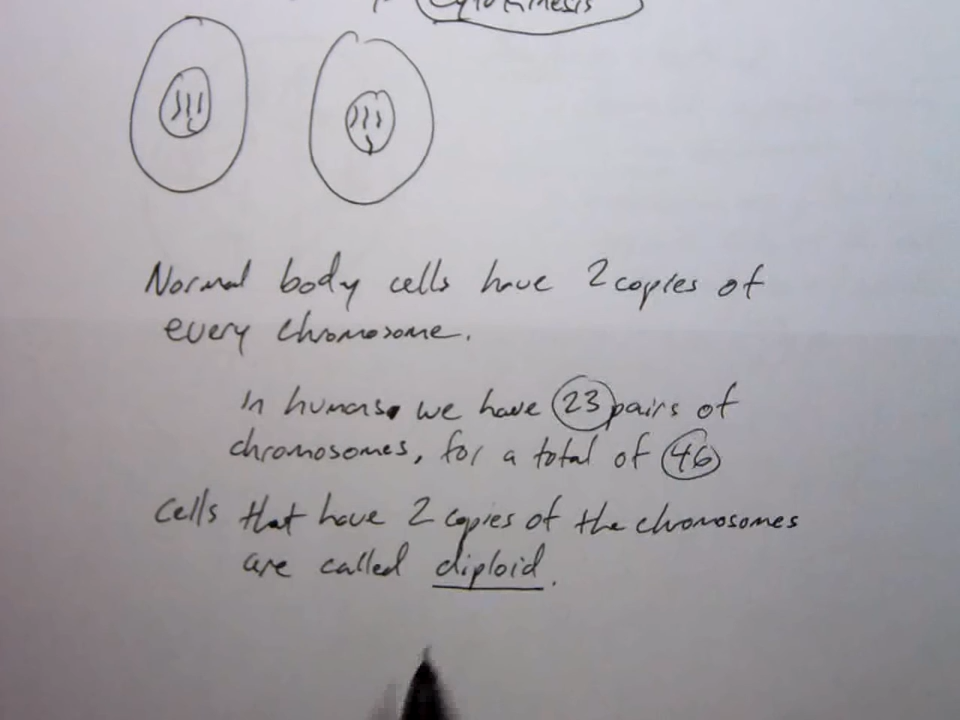 Cytokinesis
Normal body cells have 2 copies of
every chromosome.
In humans we have 23 pairs of
chromosomes, for a total of 46
Cells that have 2 copies of the chromosomes
are called diploid.